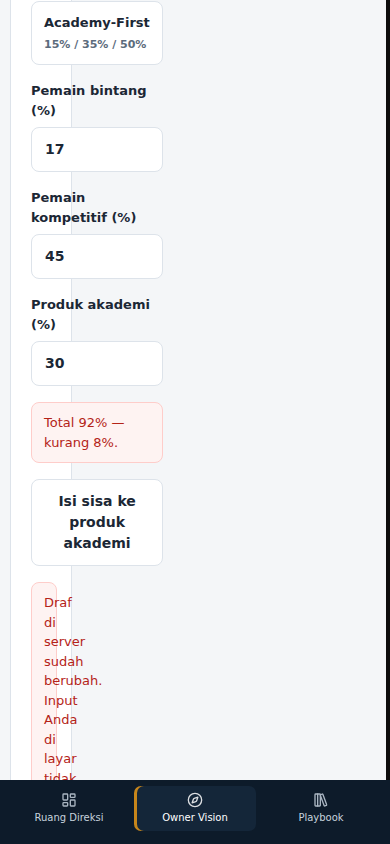 Academy-First
15% / 35% / 50%
Pemain bintang
(%)
17
Pemain
kompetitif (%)
45
Produk akademi
(%)
30
Total 92% —
kurang 8%.
Isi sisa ke
produk
akademi
Draf
di
server
sudah
berubah.
Input
Anda
di
layar
tidak
Ruang Direksi
Owner Vision
Playbook